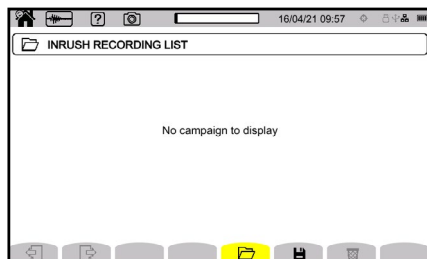 ?
16/04/21 09:57
INRUSH RECORDING LIST
No campaign to display